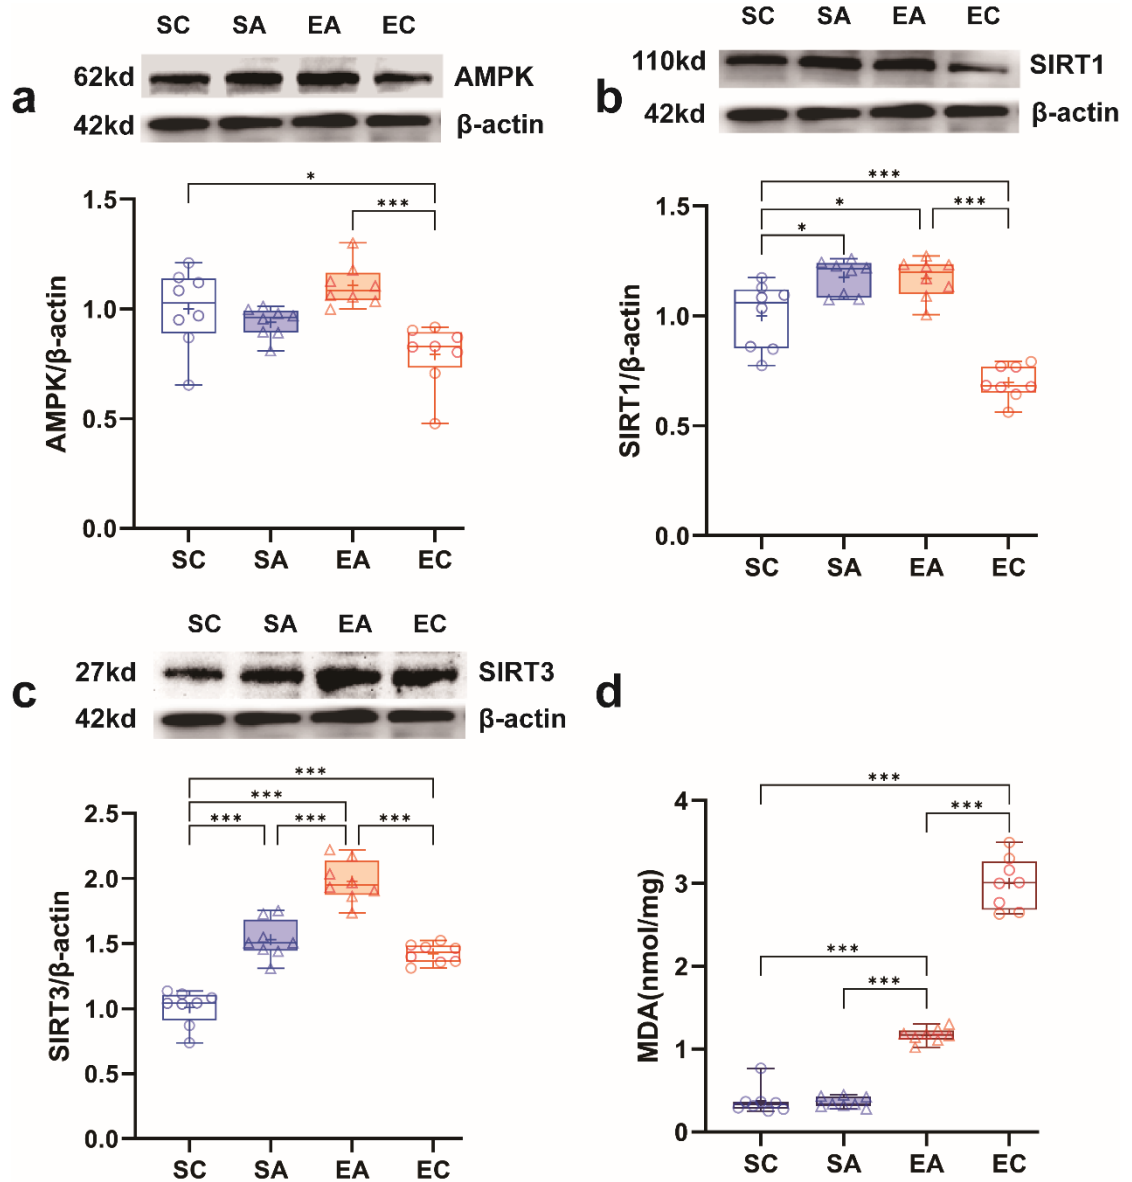 SC SA EA EC
62kd AMPK
a
42kd β-actin
*
***
1.5
1.0
0.5
0.0
AMPK/β-actin
SC SA EA EC
SC SA EA EC
110kd SIRT1
b
42kd β-actin
***
*
***
*
1.5
1.0
0.5
0.0
SIRT1/β-actin
SC SA EA EC
SC SA EA EC
27kd SIRT3
c
42kd β-actin
***
***
*** *** ***
2.5
2.0
1.5
1.0
0.5
0.0
SIRT3/β-actin
SC SA EA EC
d
***
***
***
***
4
3
2
1
0
MDA(nmol/mg)
SC SA EA EC